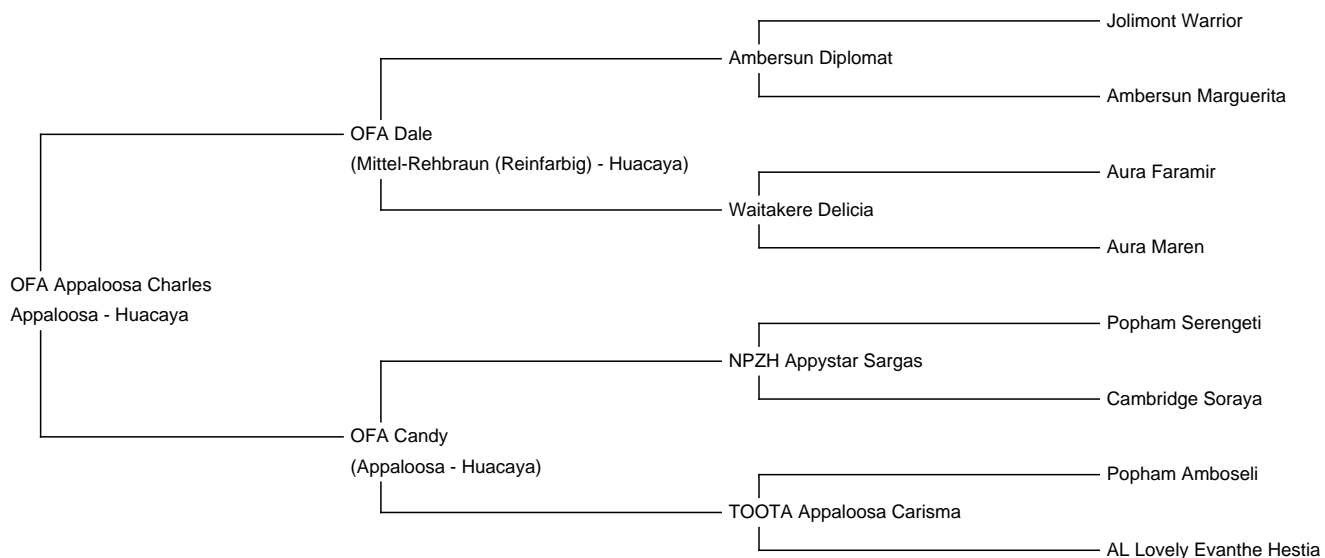 Jolimont Warrior
Ambersun Diplomat
Ambersun Marguerita
OFA Dale
(Mittel-Rehbraun (Reinfarbig) - Huacaya)
Aura Faramir
Waitakere Delicia
Aura Maren
OFA Appaloosa Charles
Appaloosa - Huacaya
Popham Serengeti
NPZH Appystar Sargas
Cambridge Soraya
OFA Candy
(Appaloosa - Huacaya)
Popham Amboseli
TOOTA Appaloosa Carisma
AL Lovely Evanthe Hestia